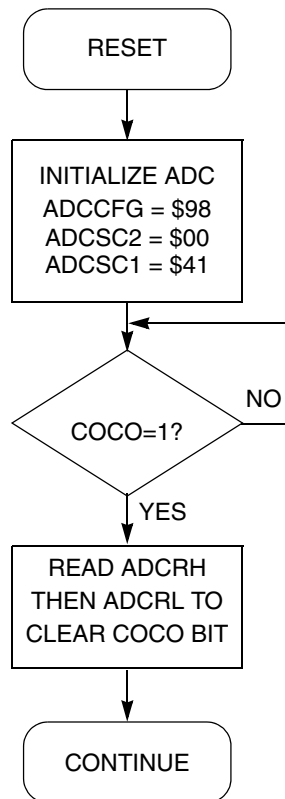 RESET
INITIALIZE ADC
ADCCFG = $98
ADCSC2 = $00
ADCSC1 = $41
COCO=1?
NO
YES
READ ADCRH
THEN ADCRL TO
CLEAR COCO BIT
CONTINUE